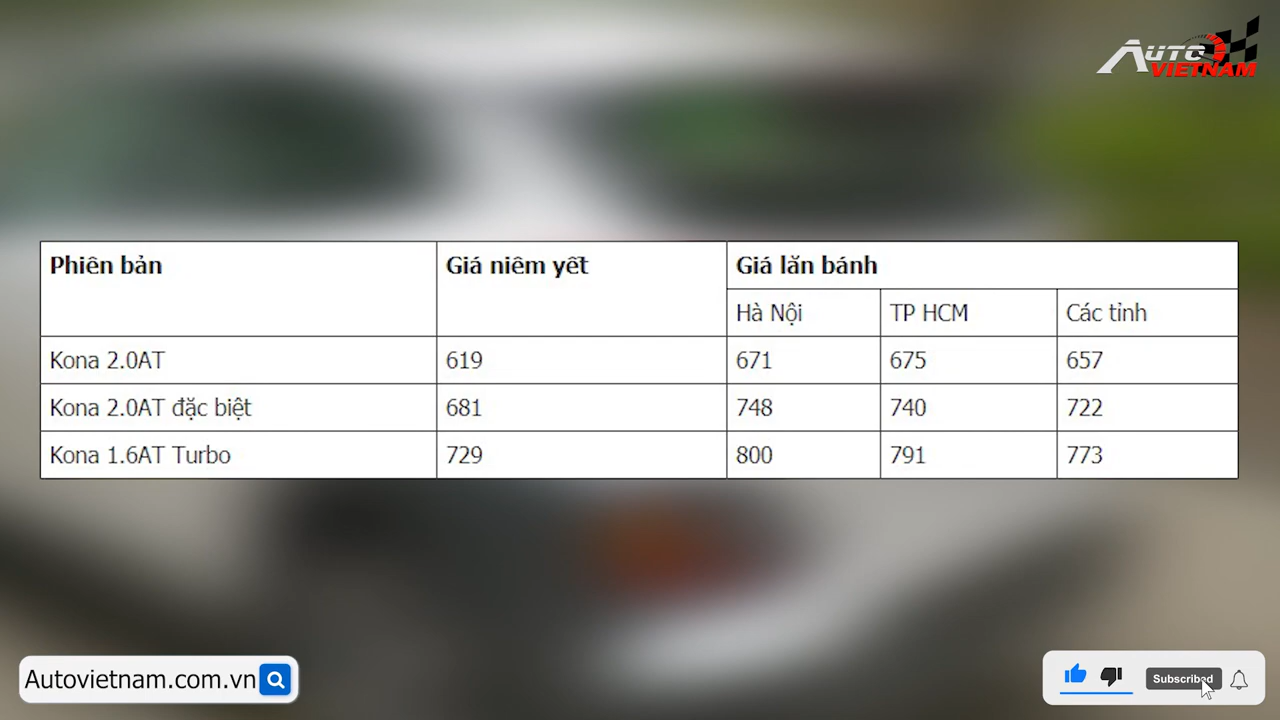 AUTO
VIETNAM
Phiên bản Giá niêm yết Giá lăn bánh
Hà Nội TP HCM Các tỉnh
Kona 2.0AT 619 671 675 657
Kona 2.0AT đặc biệt 681 748 740 722
Kona 1.6AT Turbo 729 800 791 773
Autovietnam.com.vn
Subscribed